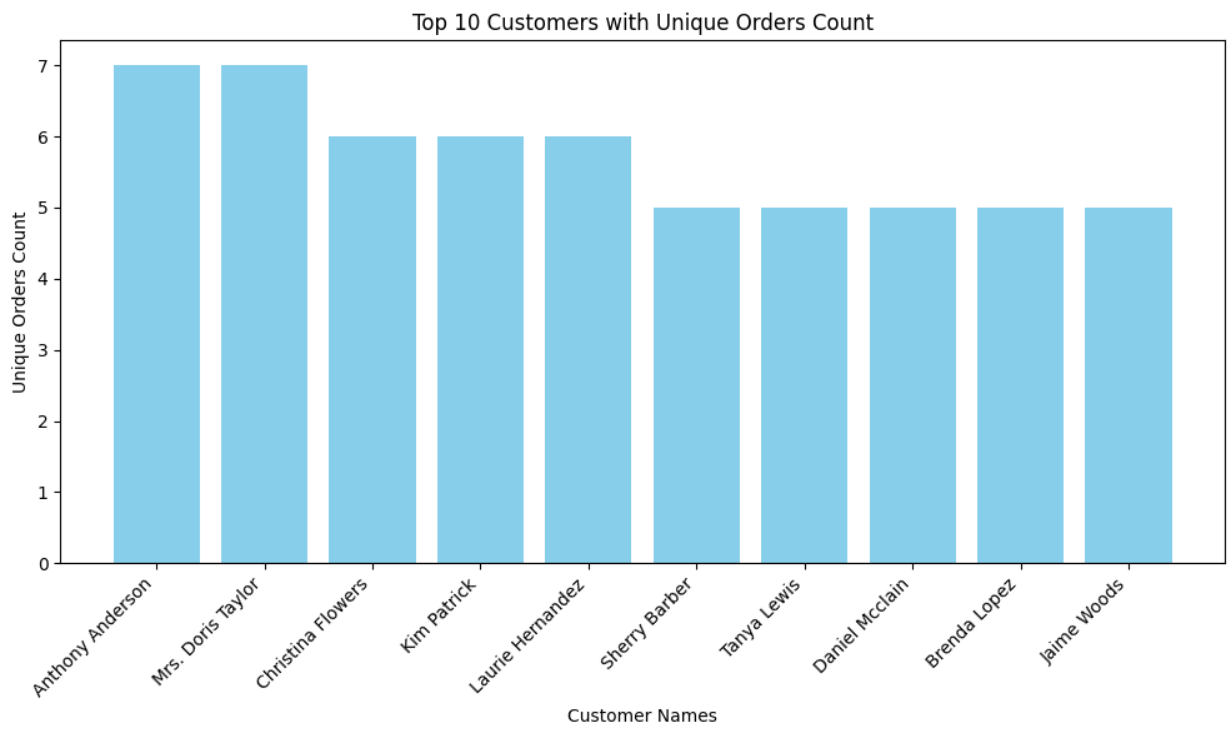 Top 10 Customers with Unique Orders Count
Unique Orders Count
7
6
5
4
3
2
1
0
Anthony Anderson
Mrs. Doris Taylor
Christina Flowers
Kim Patrick
Laurie Hernandez
Sherry Barber
Tanya Lewis
Daniel Mcclain
Brenda Lopez
Jaime Woods
Customer Names